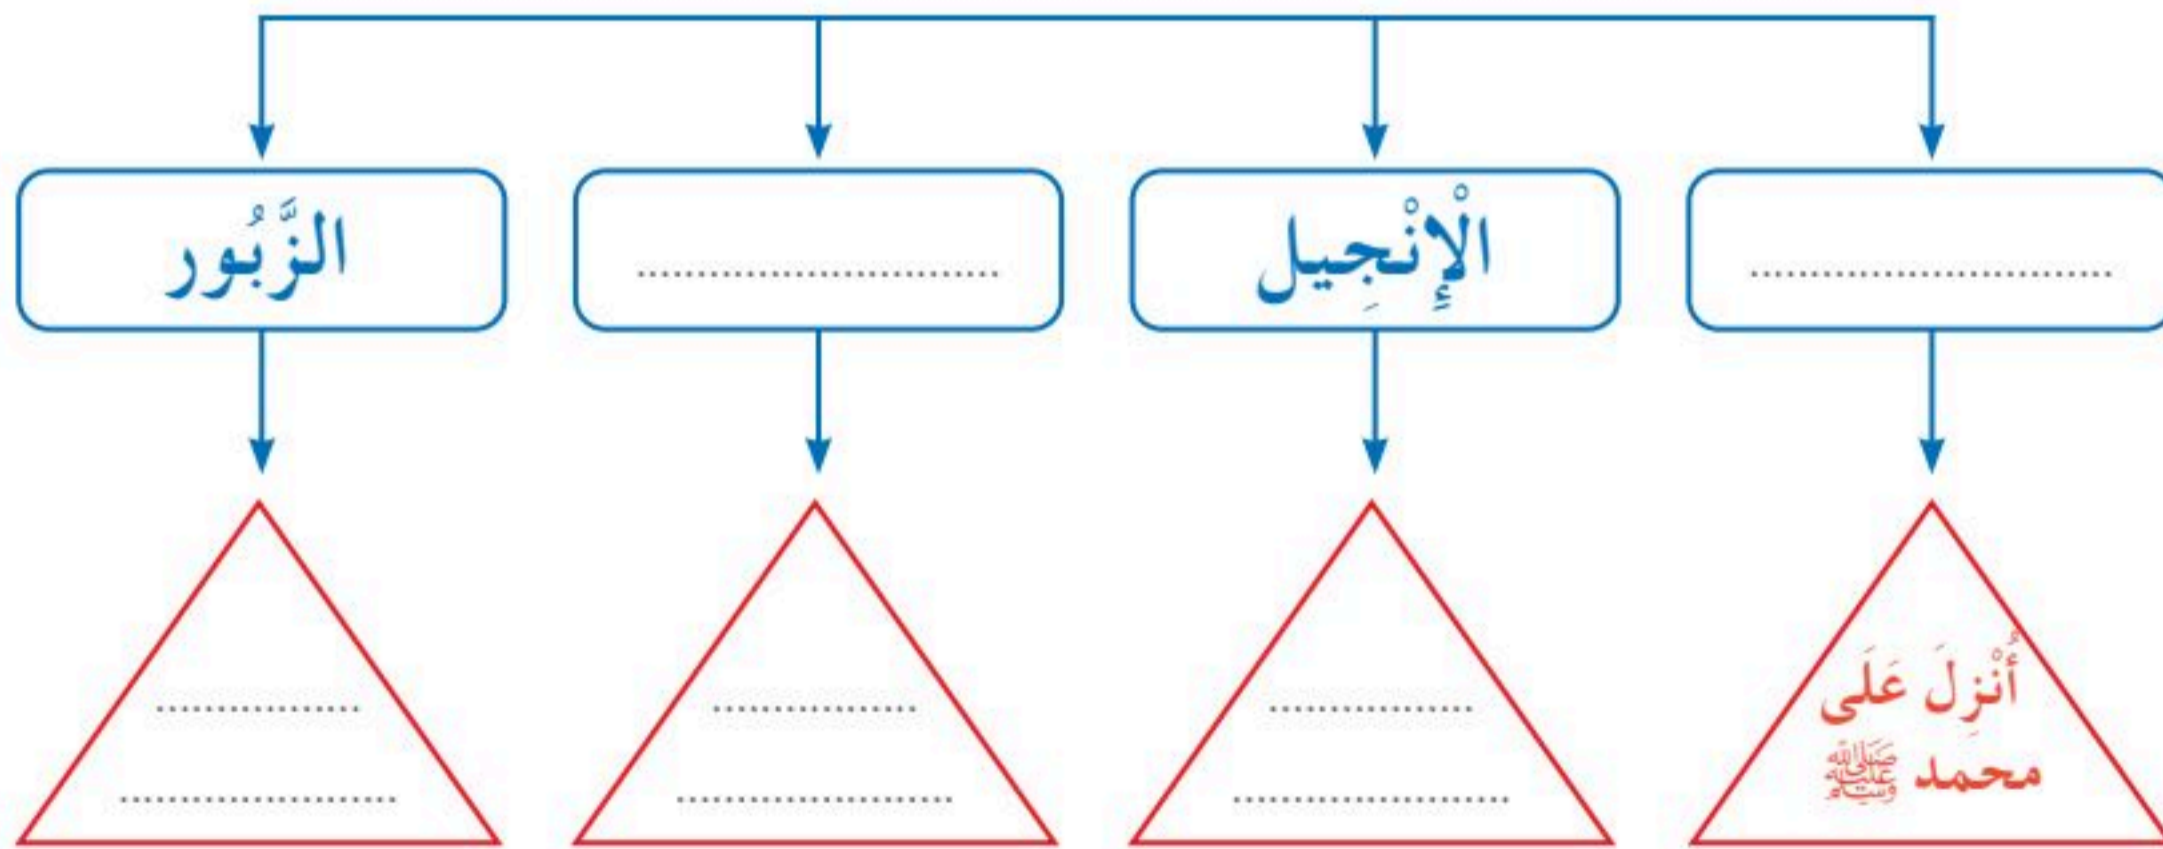 الْإِنْجِيل
الزَّبُور
أُنْزِلَ عَلَى
محمد ﷺ